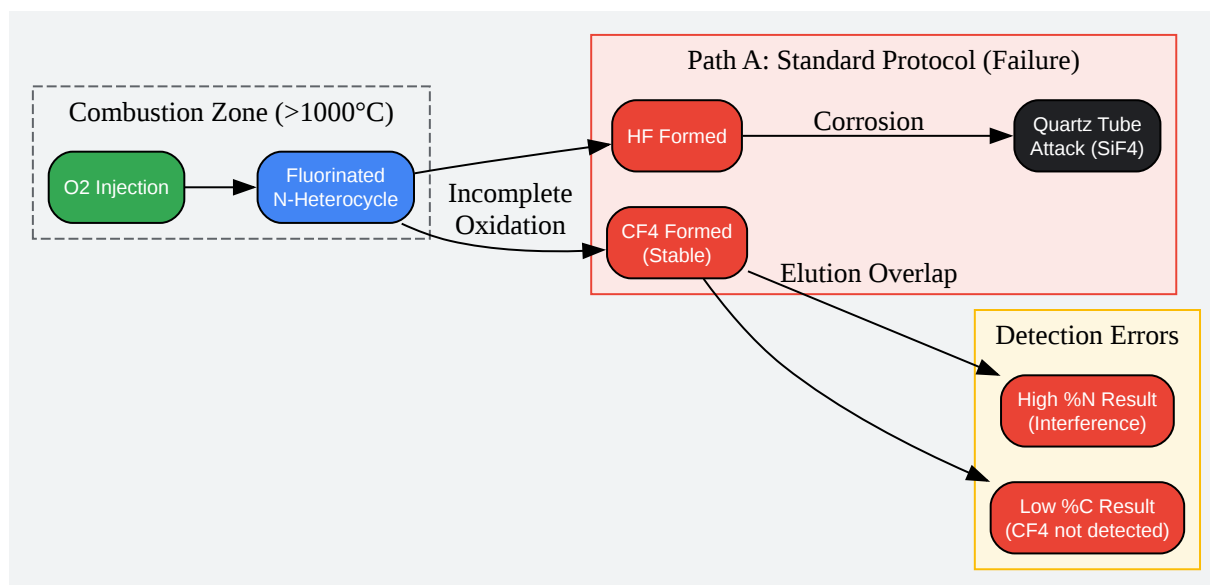 Combustion Zone (>1000°C)
O2 Injection
Fluorinated
N-Heterocycle
Incomplete
Oxidation
Path A: Standard Protocol (Failure)
HF Formed
Corrosion
Quartz Tube
Attack (SiF4)
CF4 Formed
(Stable)
Elution Overlap
Detection Errors
High %N Result
(Interference)
Low %C Result
(CF4 not detected)